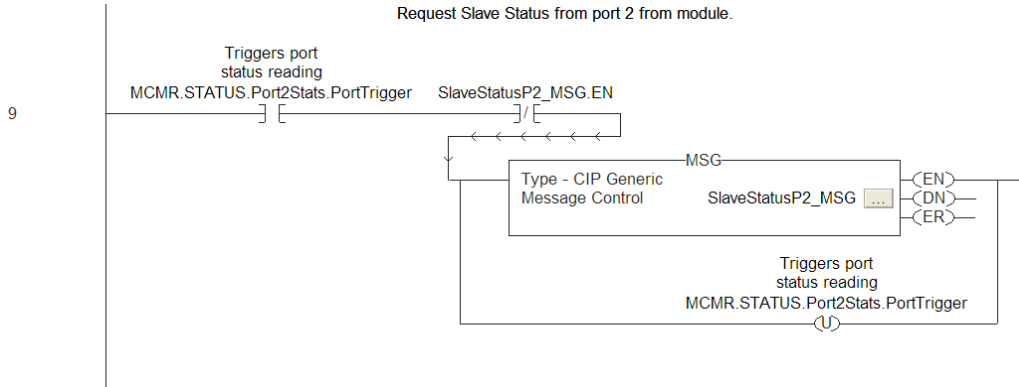 Request Slave Status from port 2 from module.
Triggers port
status reading
MCMR.STATUS.Port2Stats.PortTrigger SlaveStatusP2_MSG.EN
9
/
MSG
Type - CIP Generic
Message Control SlaveStatusP2_MSG ...
EN
DN
ER
Triggers port
status reading
MCMR.STATUS.Port2Stats.PortTrigger
U